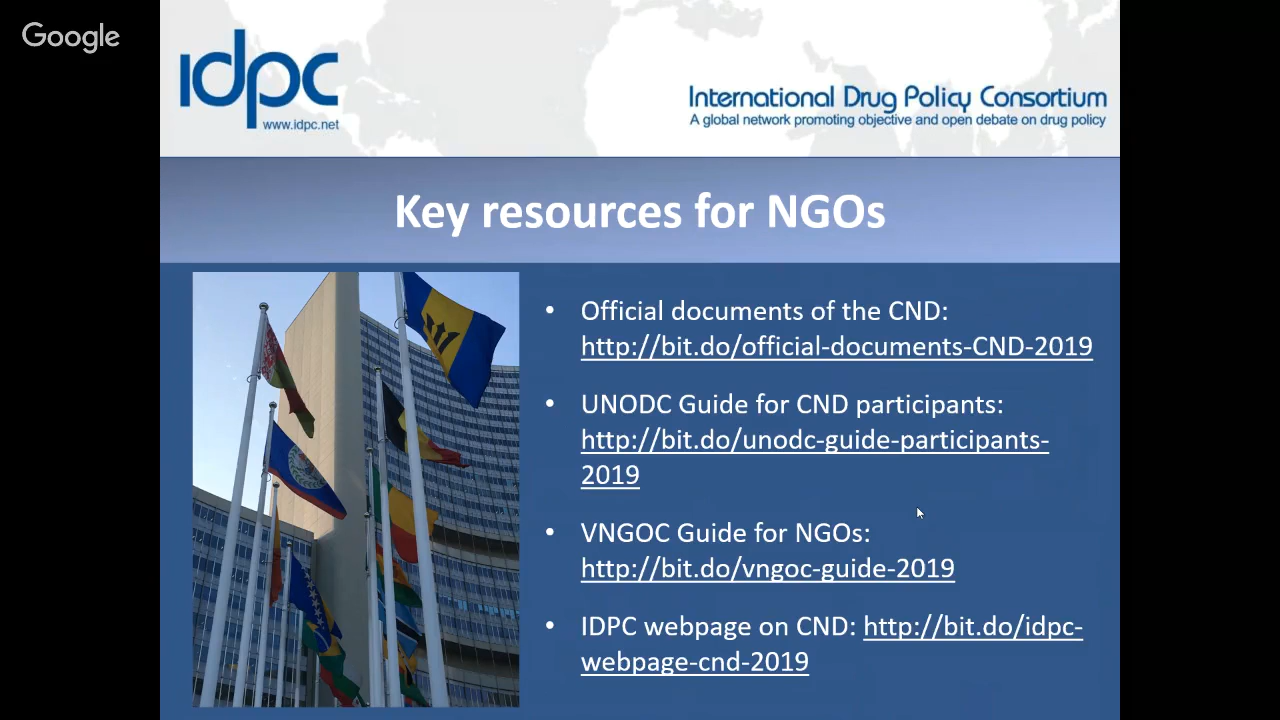 Google
idpc
www.idpc.net
International Drug Policy Consortium
A global network promoting objective and open debate on drug policy
Key resources for NGOs
• Official documents of the CND:
http://bit.do/official-documents-CND-2019
• UNODC Guide for CND participants:
http://bit.do/unodc-guide-participants-
2019
• VNGOC Guide for NGOs:
http://bit.do/vngoc-guide-2019
• IDPC webpage on CND: http://bit.do/idpc-
webpage-cnd-2019